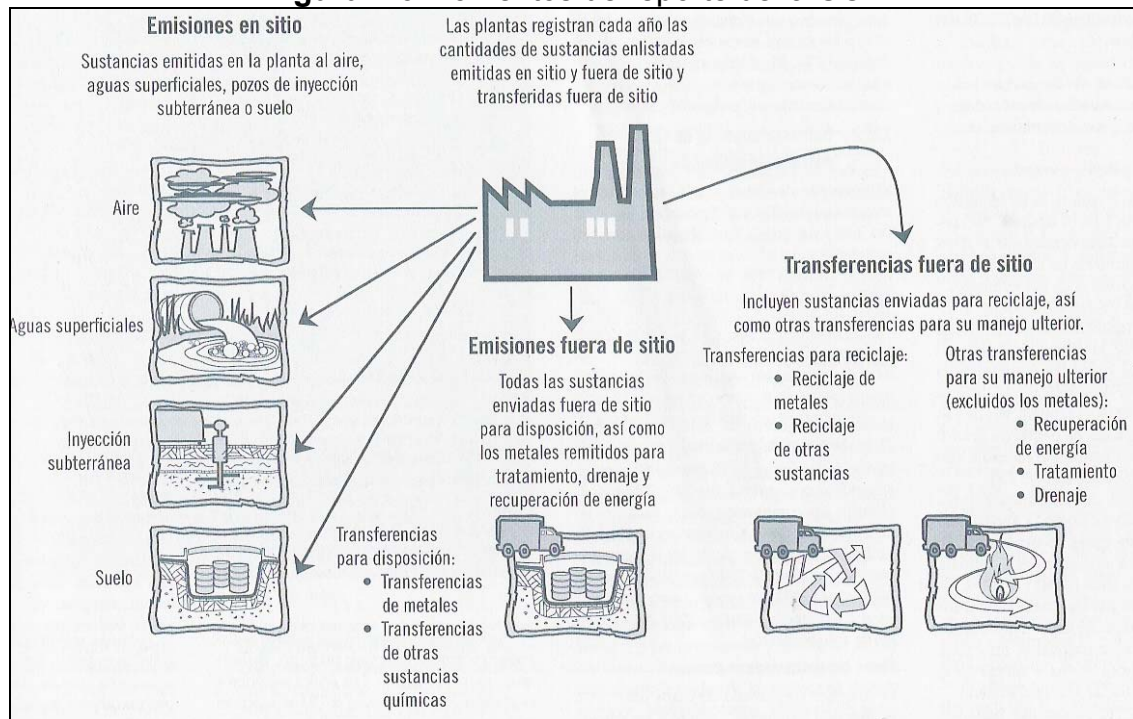 Emisiones en sitio
Sustancias emitidas en la planta al aire,
aguas superficiales, pozos de inyección
subterránea o suelo
Las plantas registran cada año las
cantidades de sustancias enlistadas
emitidas en sitio y fuera de sitio y
transferidas fuera de sitio
Aire
Aguas superficiales
Inyección
subterránea
Suelo
Emisiones fuera de sitio
Todas las sustancias
enviadas fuera de sitio
para disposición, así como
los metales remitidos para
tratamiento, drenaje y
recuperación de energía
Transferencias
para disposición:
• Transferencias
de metales
• Transferencias
de otras
sustancias
químicas
Transferencias fuera de sitio
Incluyen sustancias enviadas para reciclaje, así
como otras transferencias para su manejo ulterior.
Transferencias para reciclaje:
• Reciclaje de
metales
• Reciclaje
de otras
sustancias
Otras transferencias
para su manejo ulterior
(excluidos los metales):
• Recuperación
de energía
• Tratamiento
• Drenaje